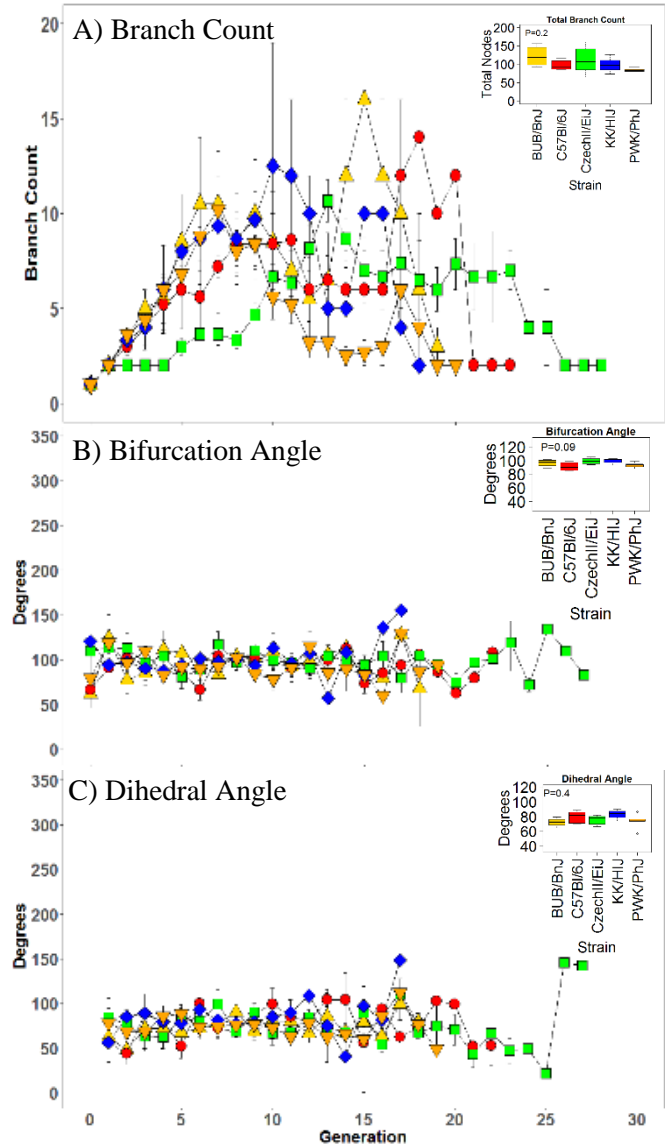 A) Branch Count
Branch Count
20
15
10
5
0
Total Branch Count
P=0.2
Total Nodes
200
150
100
50
0
BUB/BnJ
C57Bl/6J
CzechII/EiJ
KK/HlJ
PWK/PhJ
Strain
B) Bifurcation Angle
Degrees
350
300
250
200
150
100
50
0
Bifurcation Angle
P=0.09
Degrees
120
100
80
60
40
BUB/BnJ
C57Bl/6J
CzechII/EiJ
KK/HlJ
PWK/PhJ
Strain
C) Dihedral Angle
Degrees
350
300
250
200
150
100
50
0
Dihedral Angle
P=0.4
Degrees
120
100
80
60
40
BUB/BnJ
C57Bl/6J
CzechII/EiJ
KK/HlJ
PWK/PhJ
Strain
0 5 10 15 20 25 30
Generation